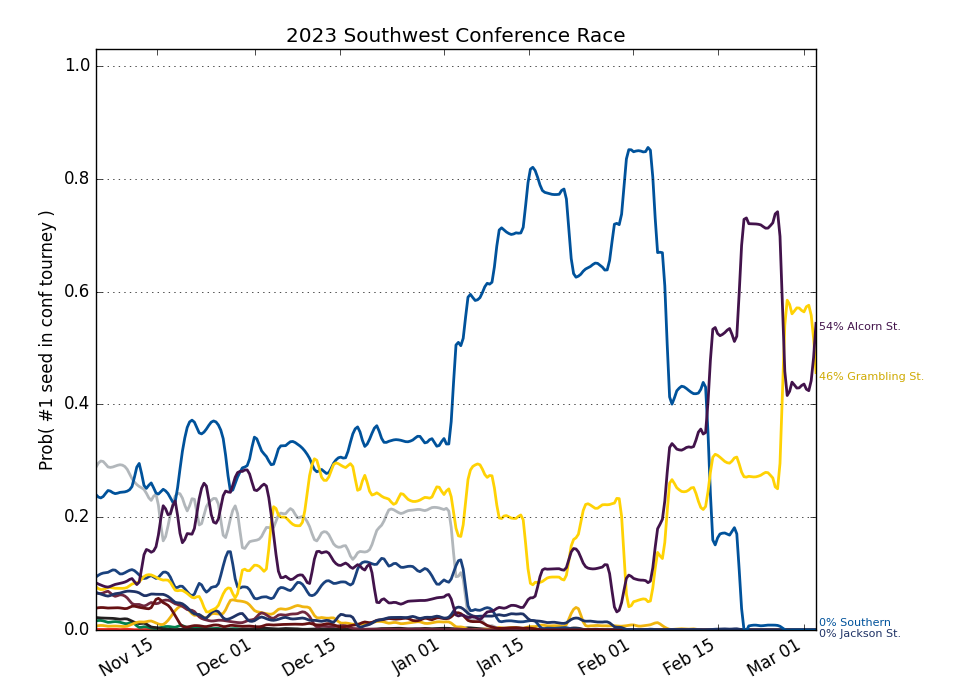 2023 Southwest Conference Race
Prob( #1 seed in conf tourney )
1.0
0.8
0.6
0.4
0.2
0.0
54% Alcorn St.
46% Grambling St.
0% Southern
0% Jackson St.
Nov 15
Dec 01
Dec 15
Jan 01
Jan 15
Feb 01
Feb 15
Mar 01